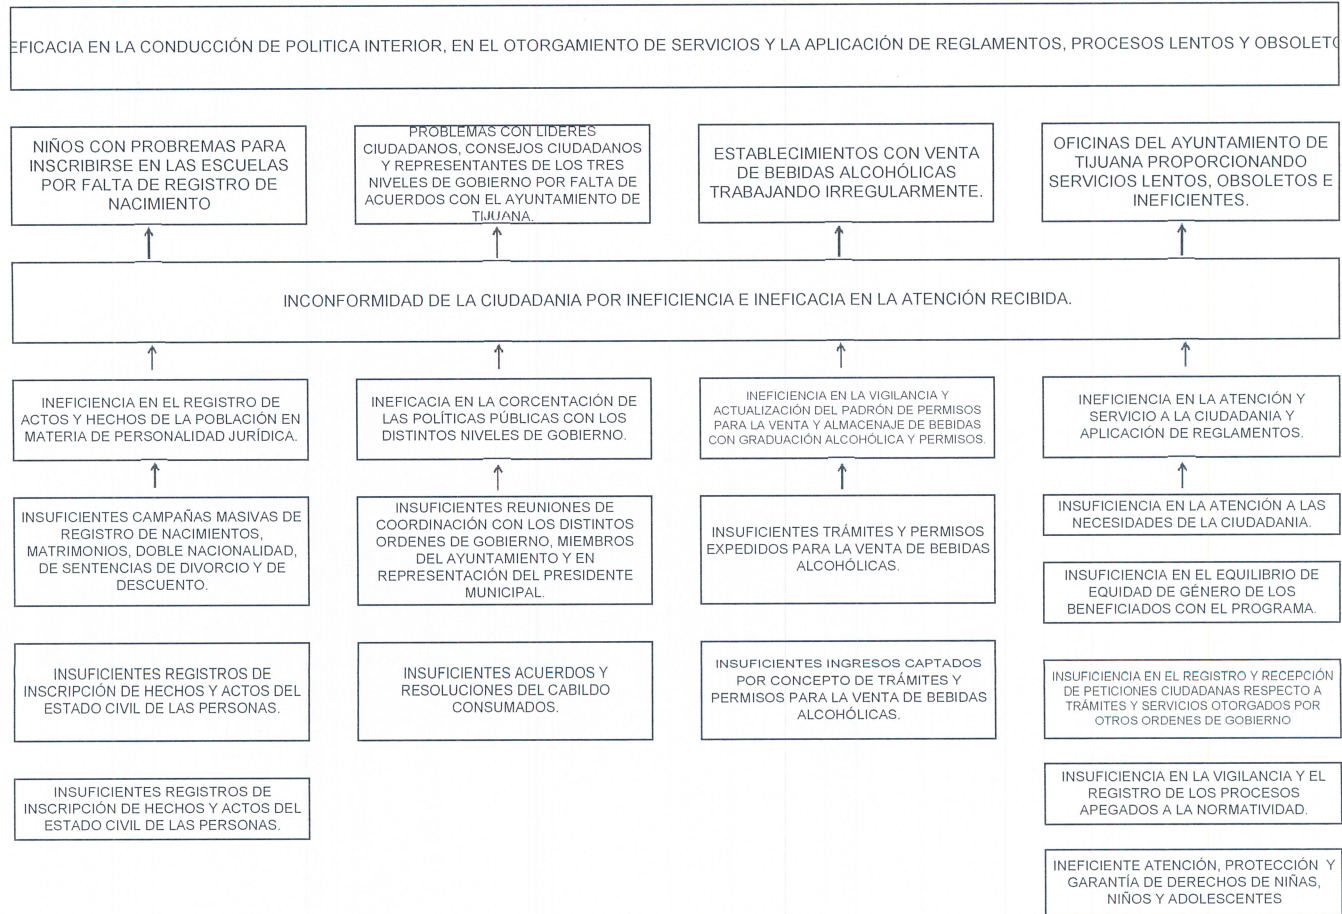 EFICACIA EN LA CONDUCCIÓN DE POLITICA INTERIOR, EN EL OTORGAMIENTO DE SERVICIOS Y LA APLICACIÓN DE REGLAMENTOS, PROCESOS LENTOS Y OBSOLETO
NIÑOS CON PROBREMAS PARA
INSCRIBIRSE EN LAS ESCUELAS
POR FALTA DE REGISTRO DE
NACIMIENTO
PROBLEMAS CON LIDERES
CIUDADANOS, CONSEJOS CIUDADANOS
Y REPRESENTANTES DE LOS TRES
NIVELES DE GOBIERNO POR FALTA DE
ACUERDOS CON EL AYUNTAMIENTO DE
TIJUANA.
ESTABLECIMIENTOS CON VENTA
DE BEBIDAS ALCOHÓLICAS
TRABAJANDO IRREGULARMENTE.
OFICINAS DEL AYUNTAMIENTO DE
TIJUANA PROPORCIONANDO
SERVICIOS LENTOS, OBSOLETOS E
INEFICIENTES.
INCONFORMIDAD DE LA CIUDADANIA POR INEFICIENCIA E INEFICACIA EN LA ATENCIÓN RECIBIDA.
INEFICIENCIA EN EL REGISTRO DE
ACTOS Y HECHOS DE LA POBLACIÓN EN
MATERIA DE PERSONALIDAD JURÍDICA.
INEFICACIA EN LA CORCENTACIÓN DE
LAS POLÍTICAS PÚBLICAS CON LOS
DISTINTOS NIVELES DE GOBIERNO.
INEFICIENCIA EN LA VIGILANCIA Y
ACTUALIZACIÓN DEL PADRÓN DE PERMISOS
PARA LA VENTA Y ALMACENAJE DE BEBIDAS
CON GRADUACIÓN ALCOHÓLICA Y PERMISOS.
INEFICIENCIA EN LA ATENCIÓN Y
SERVICIO A LA CIUDADANIA Y
APLICACIÓN DE REGLAMENTOS.
INSUFICIENTES CAMPAÑAS MASIVAS DE
REGISTRO DE NACIMIENTOS,
MATRIMONIOS, DOBLE NACIONALIDAD,
DE SENTENCIAS DE DIVORCIO Y DE
DESCUENTO.
INSUFICIENTES REUNIONES DE
COORDINACIÓN CON LOS DISTINTOS
ORDENES DE GOBIERNO, MIEMBROS
DEL AYUNTAMIENTO Y EN
REPRESENTACIÓN DEL PRESIDENTE
MUNICIPAL.
INSUFICIENTES TRÁMITES Y PERMISOS
EXPEDIDOS PARA LA VENTA DE BEBIDAS
ALCOHÓLICAS.
INSUFICIENCIA EN LA ATENCIÓN A LAS
NECESIDADES DE LA CIUDADANIA.
INSUFICIENCIA EN EL EQUILIBRIO DE
EQUIDAD DE GÉNERO DE LOS
BENEFICIADOS CON EL PROGRAMA.
INSUFICIENTES REGISTROS DE
INSCRIPCIÓN DE HECHOS Y ACTOS DEL
ESTADO CIVIL DE LAS PERSONAS.
INSUFICIENTES ACUERDOS Y
RESOLUCIONES DEL CABILDO
CONSUMADOS.
INSUFICIENTES INGRESOS CAPTADOS
POR CONCEPTO DE TRÁMITES Y
PERMISOS PARA LA VENTA DE BEBIDAS
ALCOHÓLICAS.
INSUFICIENCIA EN EL REGISTRO Y RECEPCIÓN
DE PETICIONES CIUDADANAS RESPECTO A
TRÁMITES Y SERVICIOS OTORGADOS POR
OTROS ORDENES DE GOBIERNO
INSUFICIENTES REGISTROS DE
INSCRIPCIÓN DE HECHOS Y ACTOS DEL
ESTADO CIVIL DE LAS PERSONAS.
INSUFICIENCIA EN LA VIGILANCIA Y EL
REGISTRO DE LOS PROCESOS
APEGADOS A LA NORMATIVIDAD.
INEFICIENTE ATENCIÓN, PROTECCIÓN Y
GARANTÍA DE DERECHOS DE NIÑAS,
NIÑOS Y ADOLESCENTES